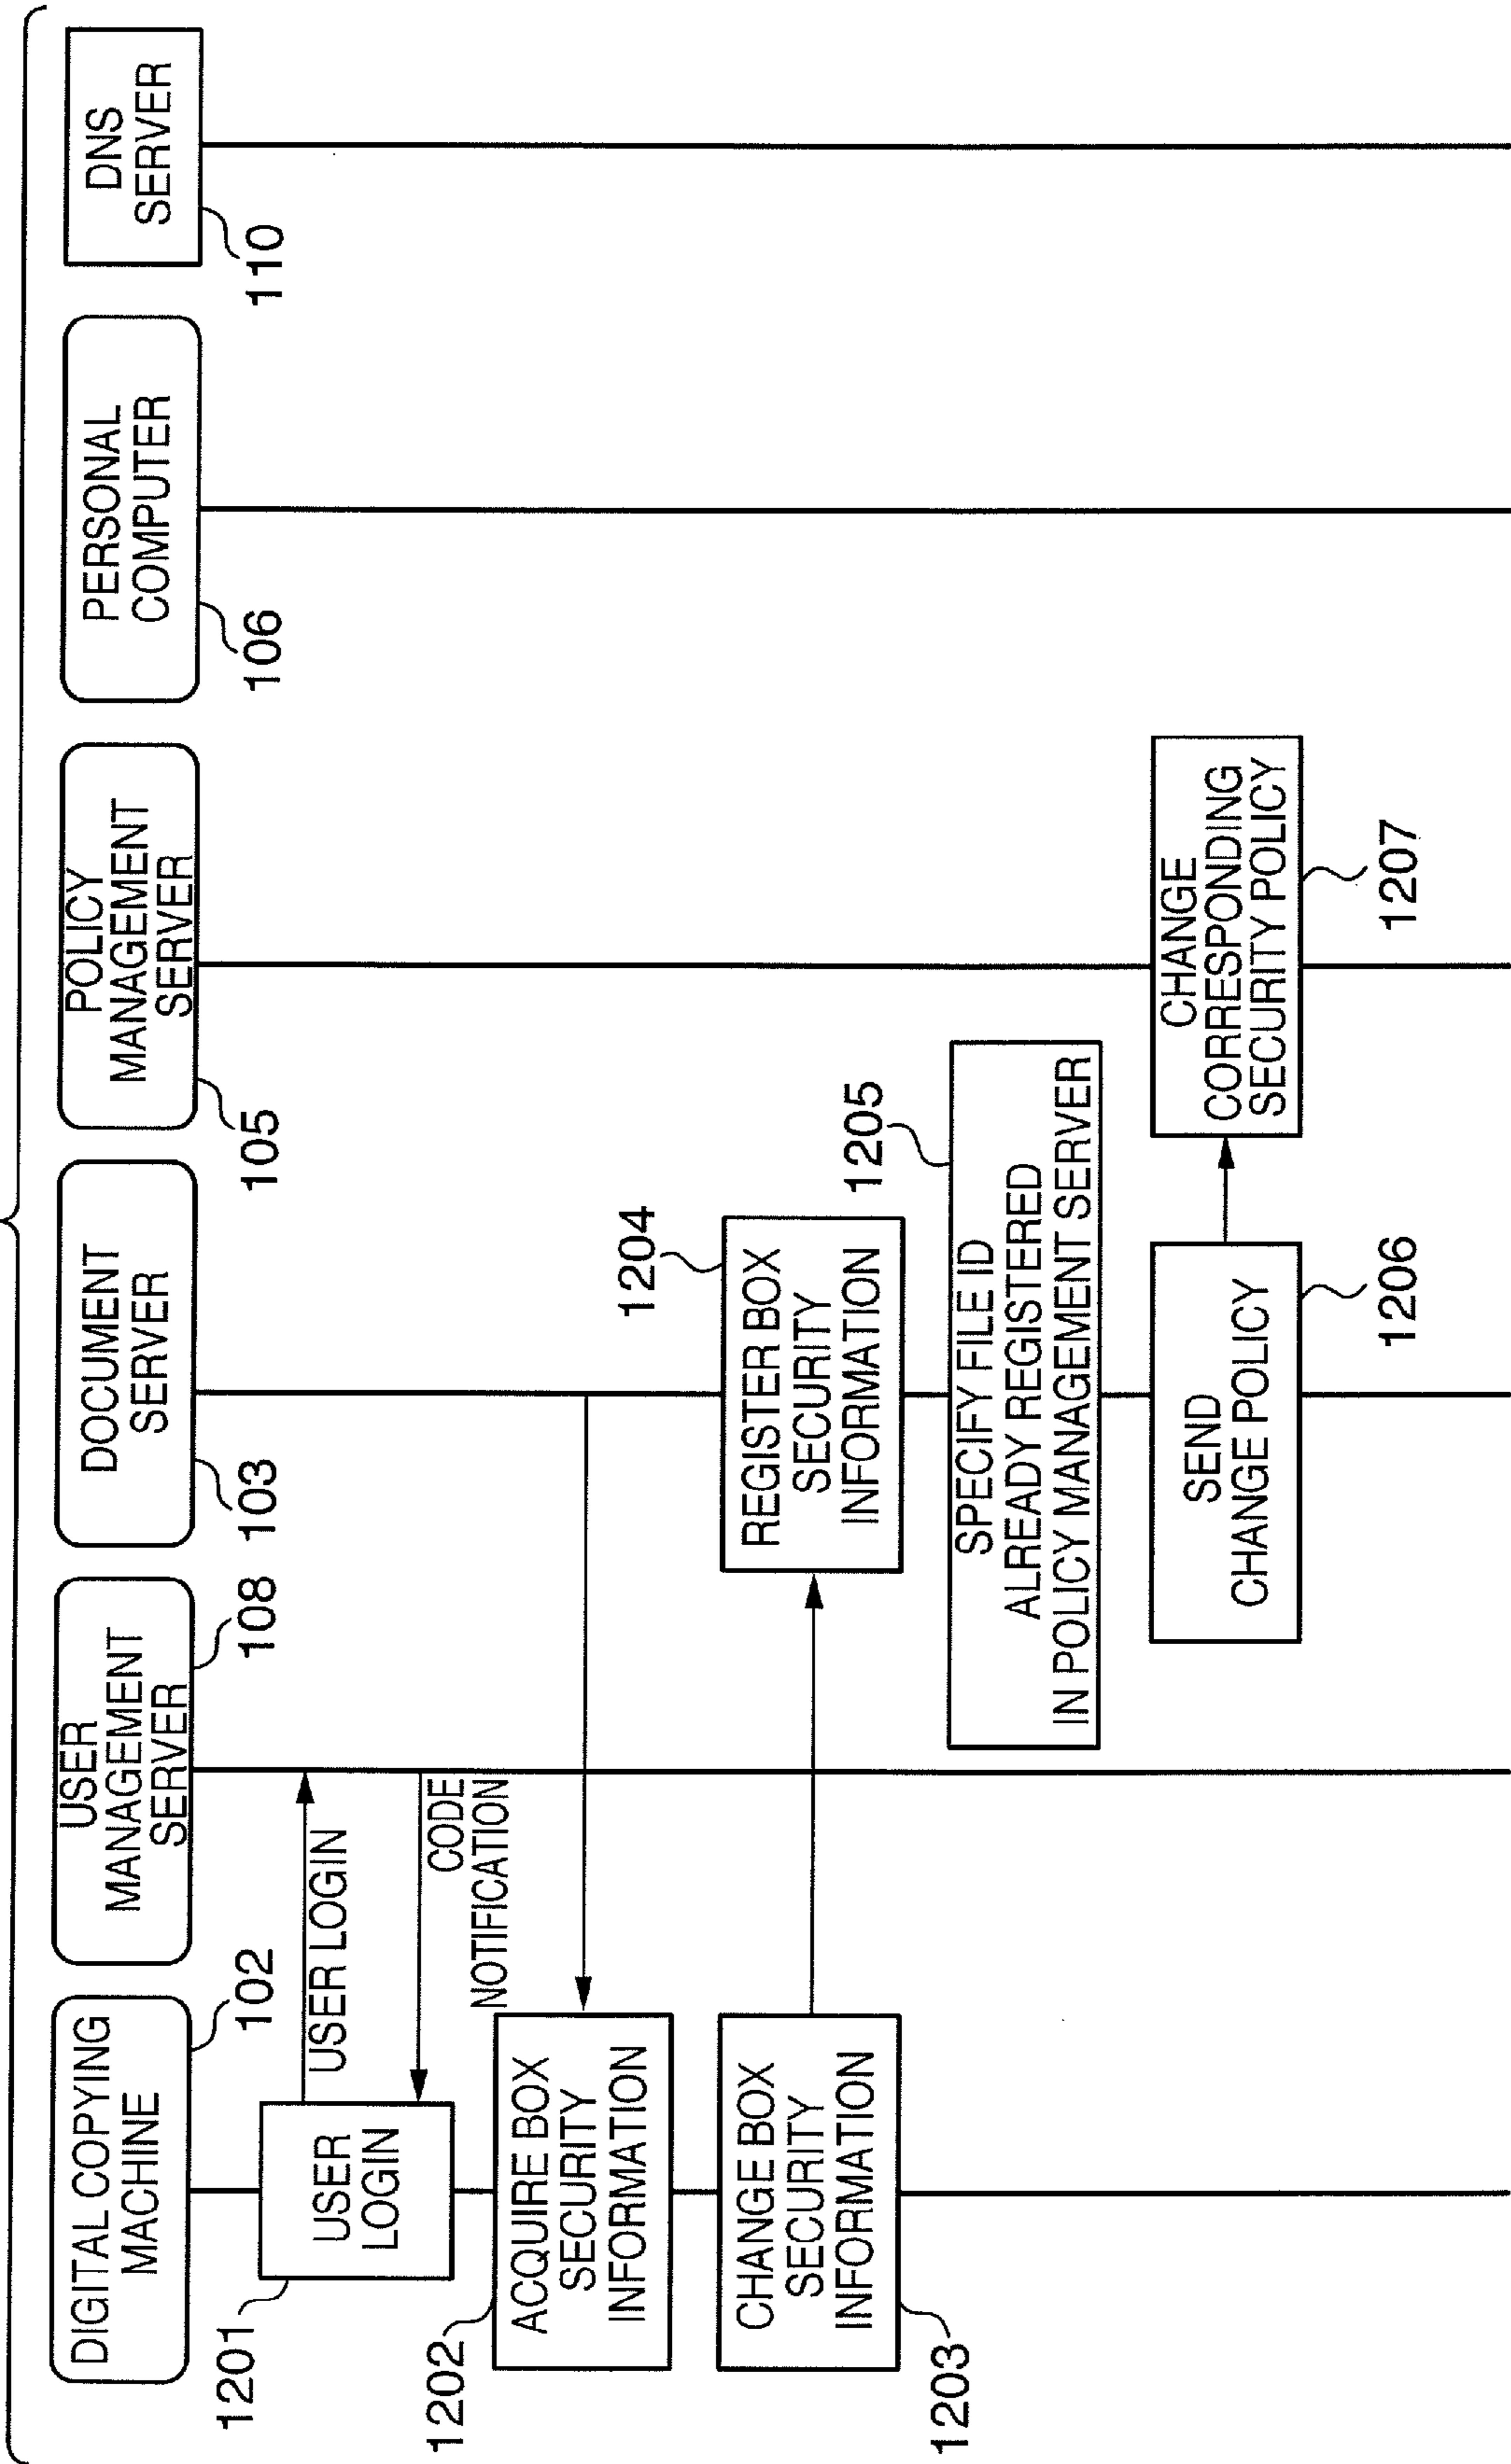 DIGITAL COPYING
MACHINE
102
USER
MANAGEMENT
SERVER
108
DOCUMENT
SERVER
103
POLICY
MANAGEMENT
SERVER
105
PERSONAL
COMPUTER
106
DNS
SERVER
110
1201
USER
LOGIN
USER LOGIN
CODE
NOTIFICATION
1202
ACQUIRE BOX
SECURITY
INFORMATION
1203
CHANGE BOX
SECURITY
INFORMATION
1204
REGISTER BOX
SECURITY
INFORMATION
1205
SPECIFY FILE ID
ALREADY REGISTERED
IN POLICY MANAGEMENT SERVER
SEND
CHANGE POLICY
1206
CHANGE
CORRESPONDING
SECURITY POLICY
1207